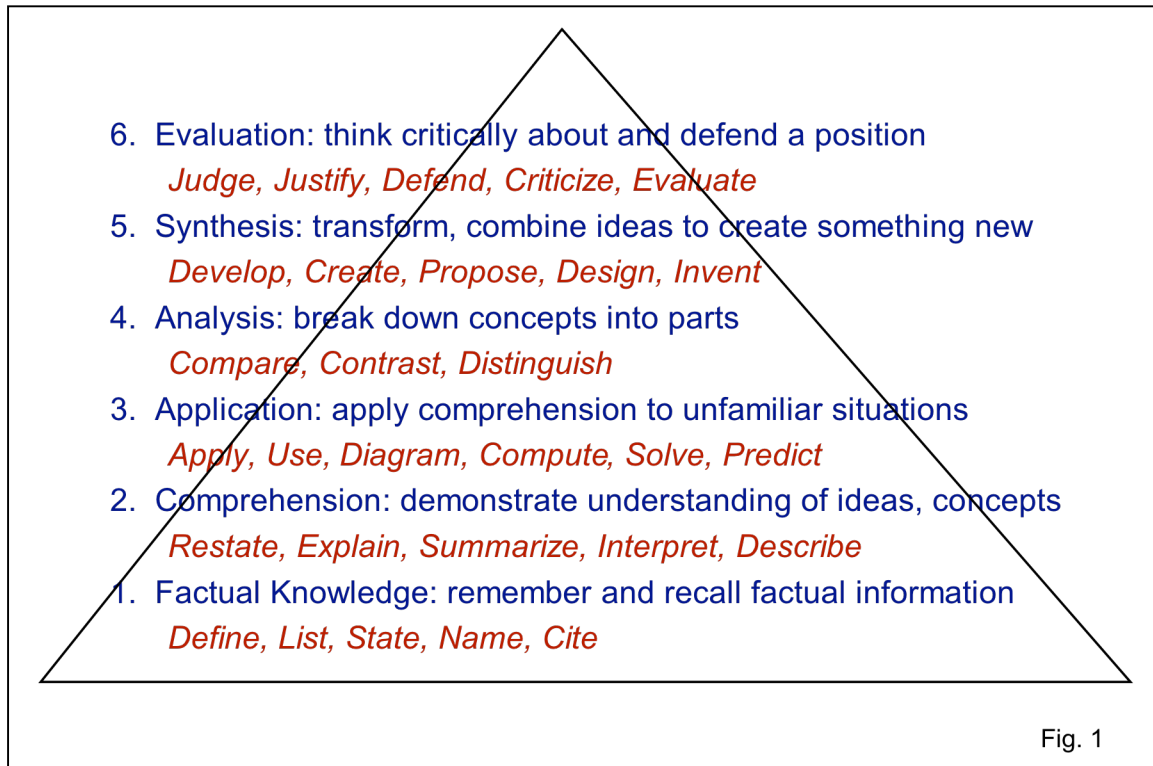 6. Evaluation: think critically about and defend a position
Judge, Justify, Defend, Criticize, Evaluate
5. Synthesis: transform, combine ideas to create something new
Develop, Create, Propose, Design, Invent
4. Analysis: break down concepts into parts
Compare, Contrast, Distinguish
3. Application: apply comprehension to unfamiliar situations
Apply, Use, Diagram, Compute, Solve, Predict
2. Comprehension: demonstrate understanding of ideas, concepts
Restate, Explain, Summarize, Interpret, Describe
1. Factual Knowledge: remember and recall factual information
Define, List, State, Name, Cite
Fig. 1